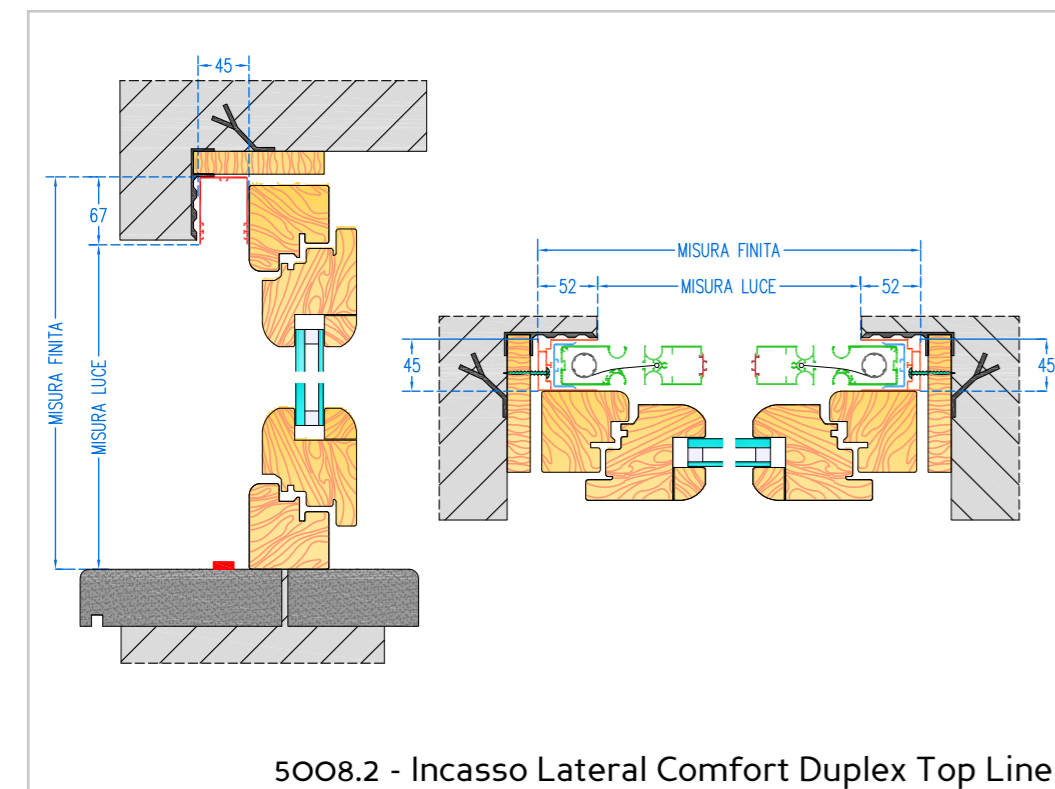 45
67
MISURA FINITA
MISURA LUCE
MISURA FINITA
52
MISURA LUCE
52
45
45
5008.2 - Incasso Lateral Comfort Duplex Top Line